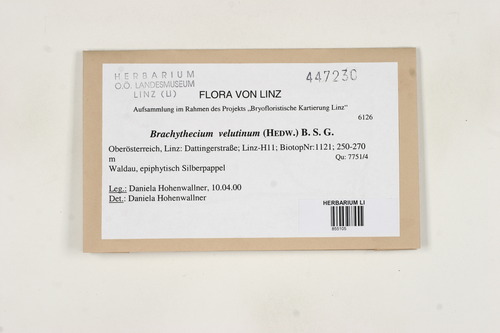 HERBARIUM
O.Ö. LANDESMUSEUM
LINZ (LI)
447230
FLORA VON LINZ
Aufsammlung im Rahmen des Projekts „Bryofloristische Kartierung Linz"
6126
Brachythecium velutinum (HEDW.) B. S. G.
Oberösterreich, Linz: Dattingerstraße; Linz-H11; BiotopNr:1121; 250-270
m
Qu: 7751/4
Waldau, epiphytisch Silberpappel
Leg.: Daniela Hohenwallner, 10.04.00
Det.: Daniela Hohenwallner
HERBARIUM LI
955105